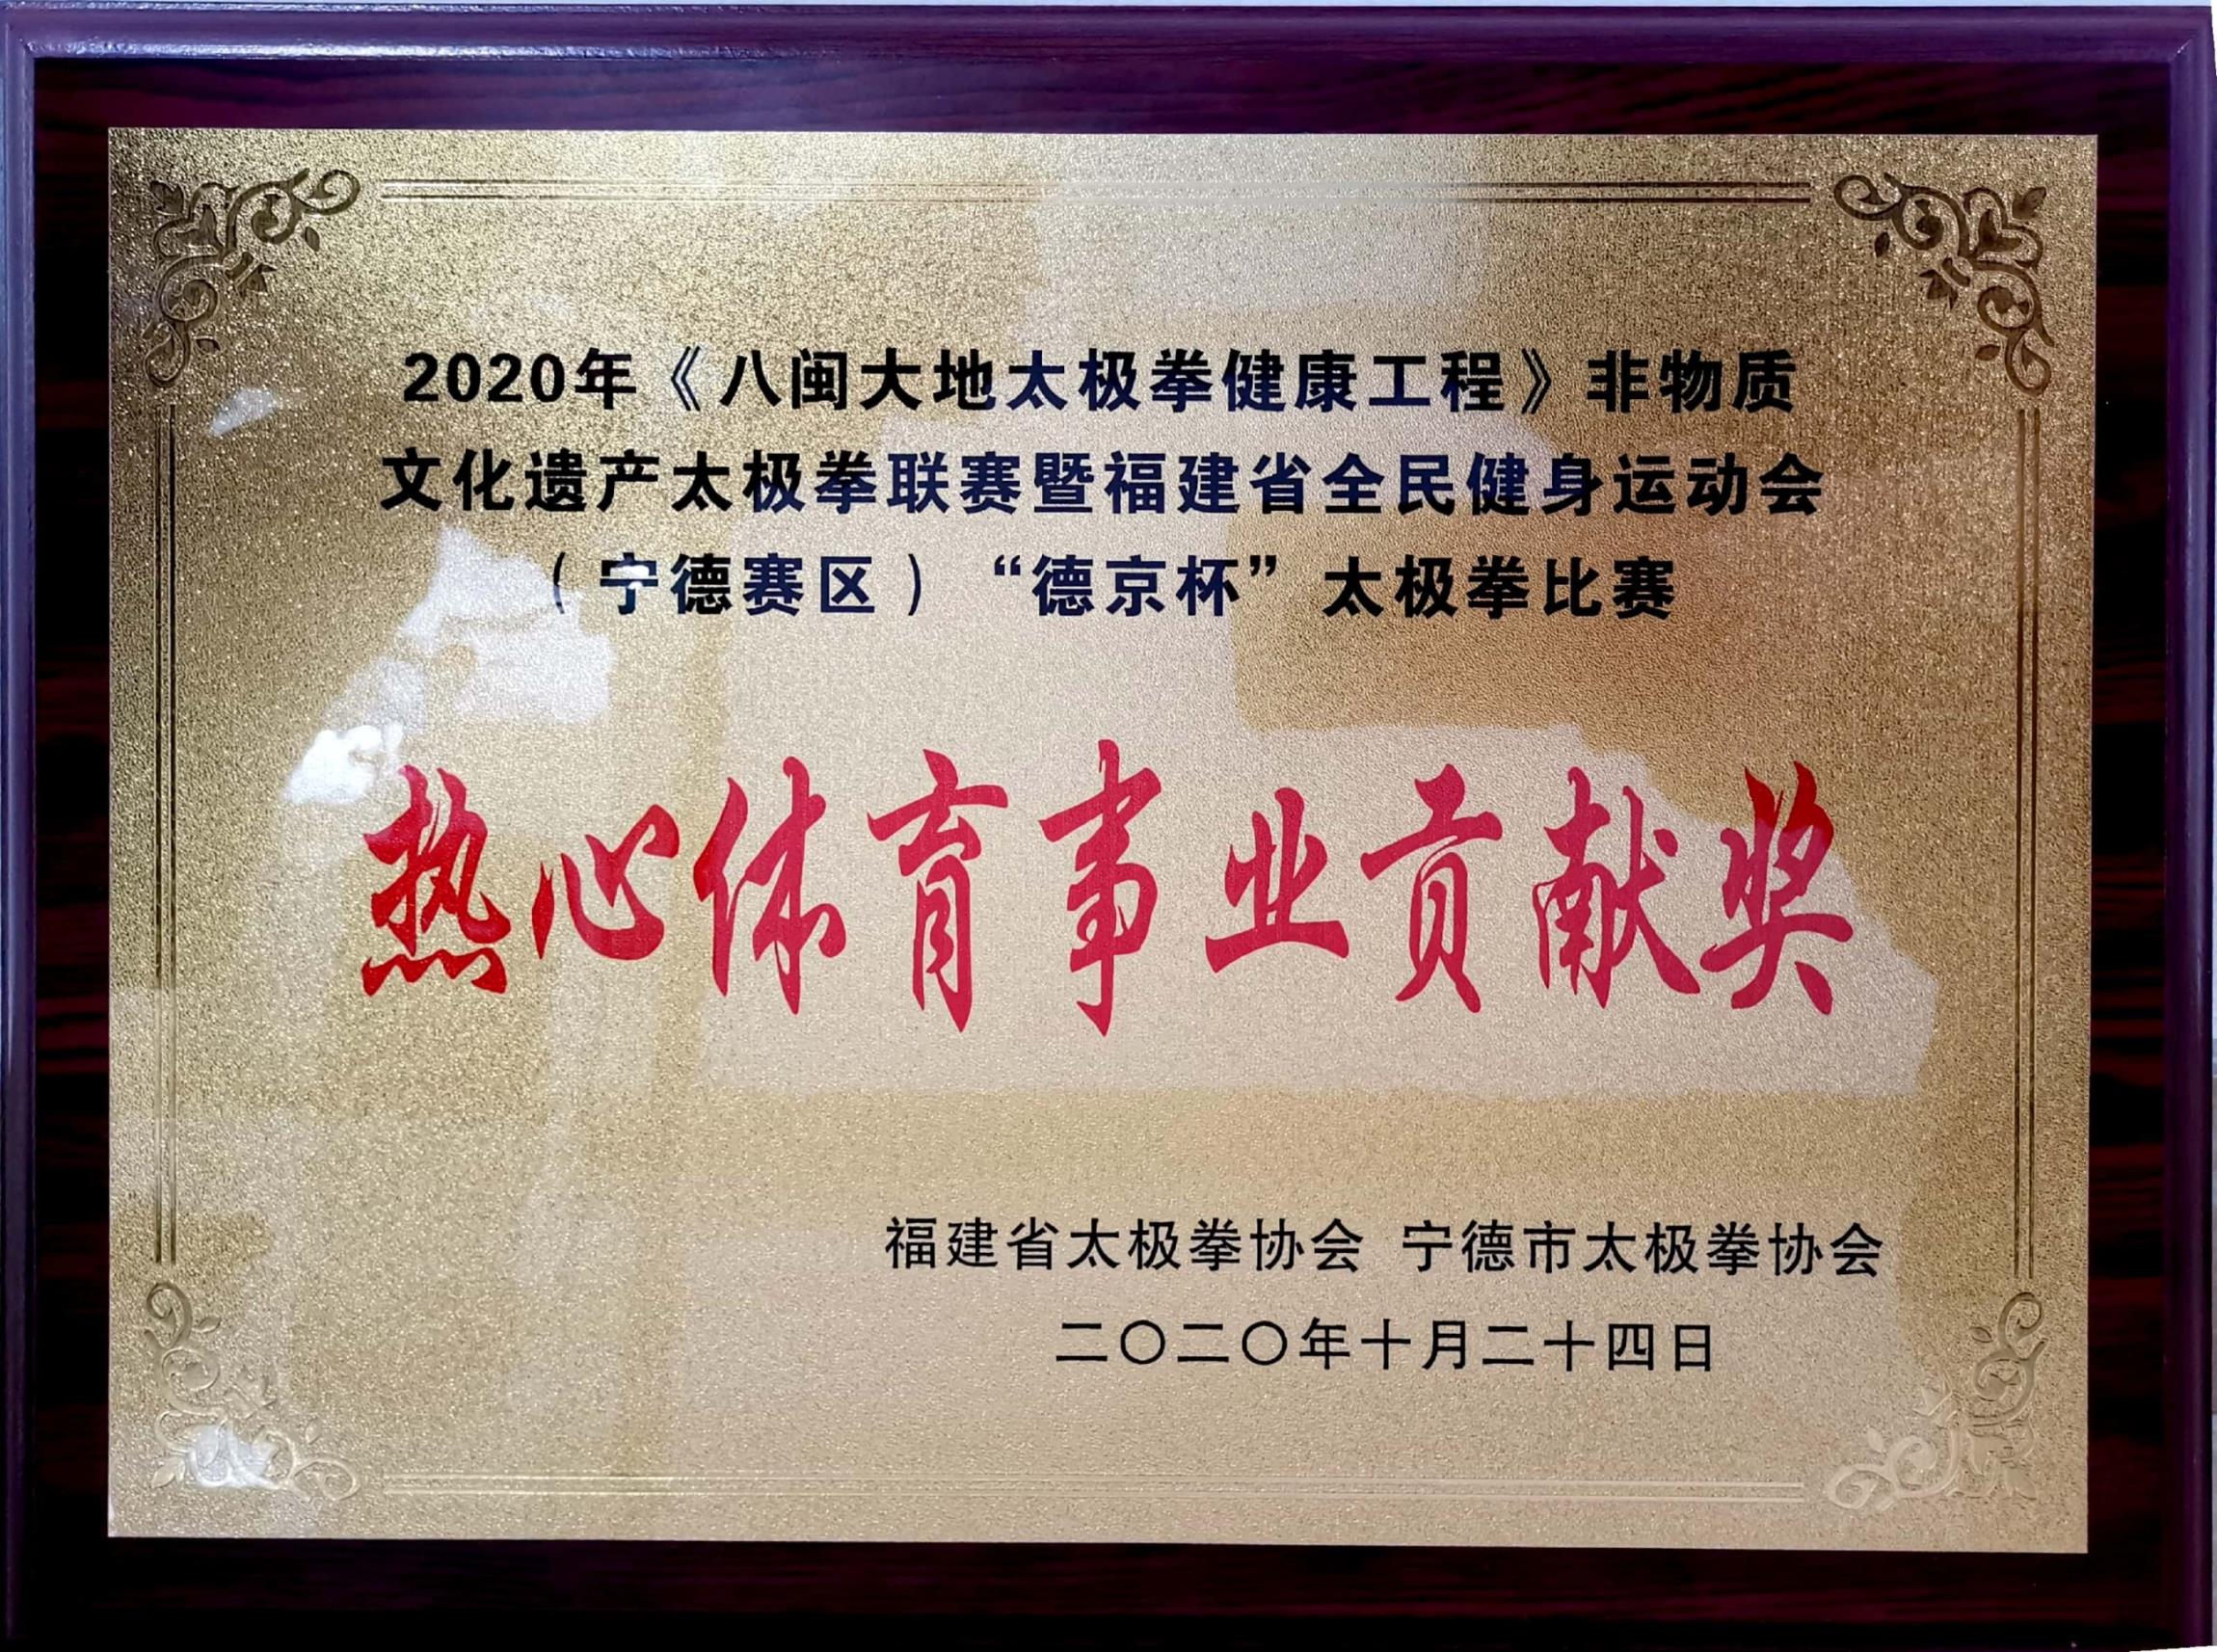 2020年《八闽大地太极拳健康工程》非物质
文化遗产太极拳联赛暨福建省全民健身运动会
（宁德赛区）“德京杯”太极拳比赛
热心体育事业贡献奖
福建省太极拳协会 宁德市太极拳协会
二〇二〇年十月二十四日